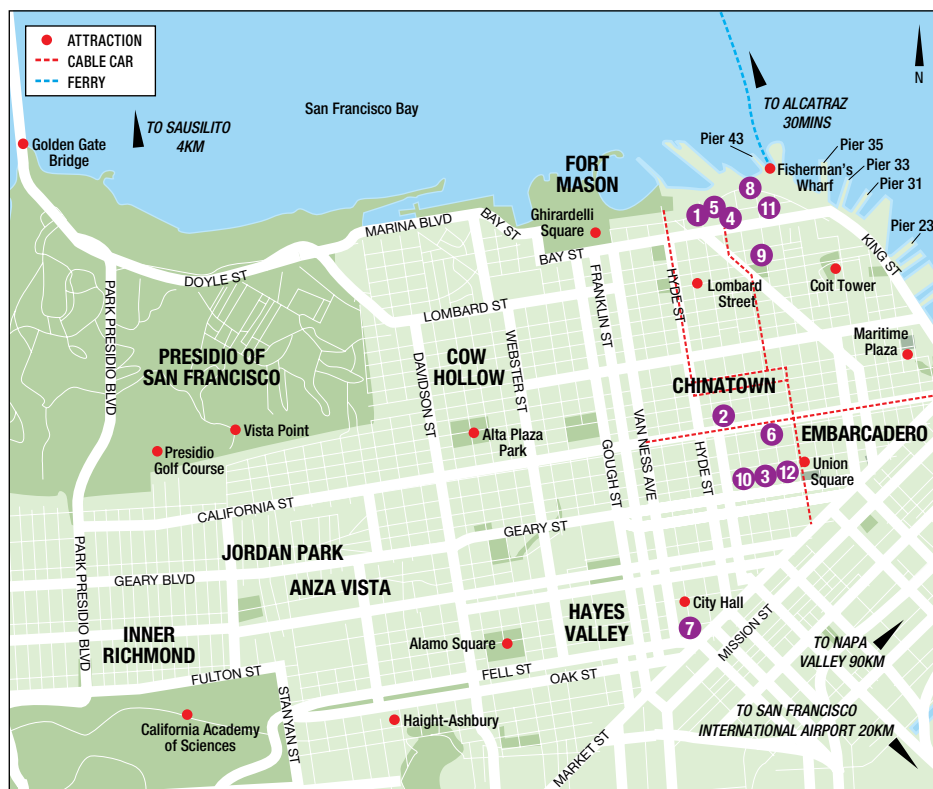 ATTRACTION
CABLE CAR
FERRY
N
San Francisco Bay
TO SAUSILITO
4KM
TO ALCATRAZ
30MINS
Golden Gate
Bridge
Pier 43
Pier 35
Pier 33
Pier 31
Pier 23
Fisherman's
Wharf
FORT
MASON
Ghirardelli
Square
8
5
1
4
11
9
MARINA BLVD
BAY ST
BAY ST
KING ST
DOYLE ST
PARK PRESIDIO BLVD
LOMBARD ST
FRANKLIN ST
HYDE ST
Lombard
Street
Coit Tower
Maritime
Plaza
PRESIDIO OF
SAN FRANCISCO
COW
HOLLOW
WEBSTER ST
DAVIDSON ST
CHINATOWN
VAN NESS AVE
2
6
EMBARCADERO
Vista Point
Presidio
Golf Course
Alta Plaza
Park
GOUGH ST
HYDE ST
10
3
12
Union
Square
CALIFORNIA ST
GEARY ST
JORDAN PARK
GEARY BLVD
ANZA VISTA
PARK PRESIDIO BLVD
INNER
RICHMOND
HAYES
VALLEY
City Hall
7
MISSION ST
Alamo Square
TO NAPA
VALLEY 90KM
FULTON ST
FELL ST
OAK ST
STANYAN ST
California Academy
of Sciences
Haight-Ashbury
TO SAN FRANCISCO
INTERNATIONAL AIRPORT 20KM
MARKET ST